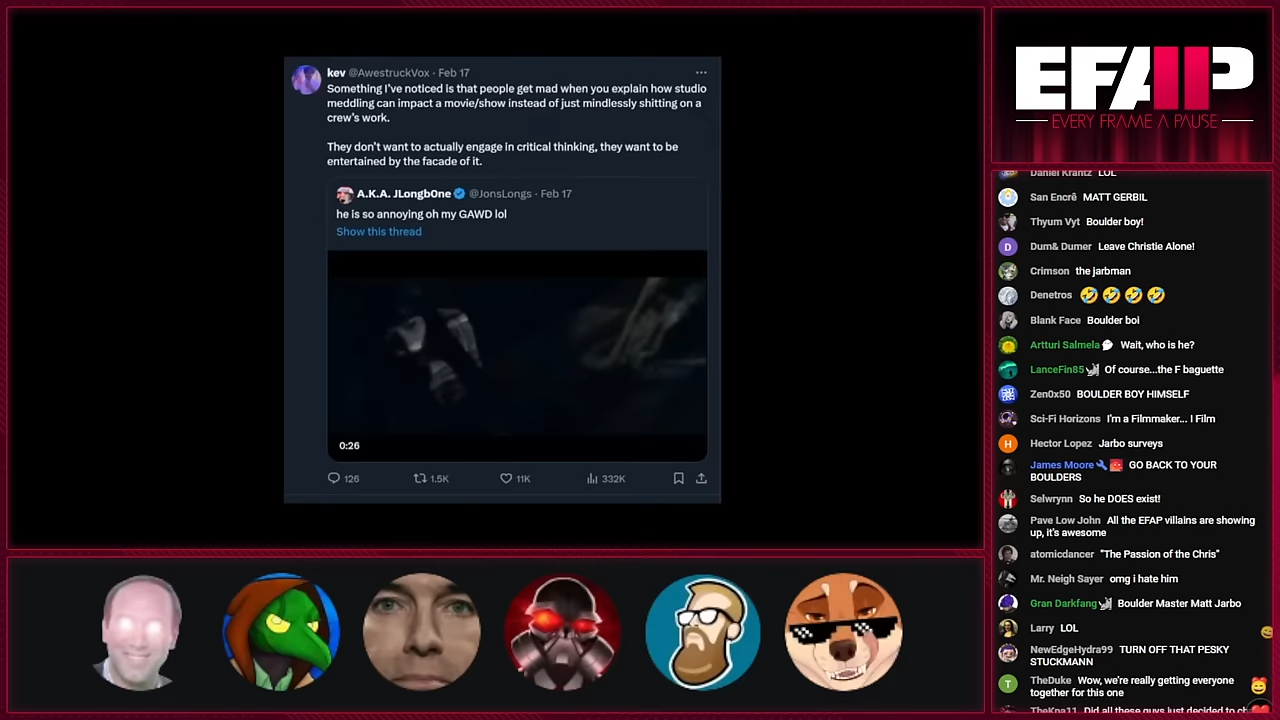 kev @AwestruckVox · Feb 17
Something I've noticed is that people get mad when you explain how studio
meddling can impact a movie/show instead of just mindlessly shitting on a
crew's work.
They don't want to actually engage in critical thinking, they want to be
entertained by the facade of it.
A.K.A. JLongbOne @JonsLongs · Feb 17
he is so annoying oh my GAWD lol
Show this thread
0:26
126 1.5K 11K 332K
EFAP
EVERY FRAME A PAUSE
Daniel Krantz LOL
San Encrê MATT GERBIL
Thyum Vyt Boulder boy!
D Dum& Dumer Leave Christie Alone!
Crimson the jarbman
Denetros 🤣 🤣 🤣 🤣
Blank Face Boulder boi
Artturi Salmela Wait, who is he?
LanceFin85 Of course...the F baguette
Zen0x50 BOULDER BOY HIMSELF
Sci-Fi Horizons I'm a Filmmaker... I Film
H Hector Lopez Jarbo surveys
James Moore GO BACK TO YOUR
BOULDERS
Selwrynn So he DOES exist!
Pave Low John All the EFAP villains are showing
up, it's awesome
atomicdancer "The Passion of the Chris"
Mr. Neigh Sayer omg i hate him
Gran Darkfang Boulder Master Matt Jarbo
Larry LOL
NewEdgeHydra99 TURN OFF THAT PESKY
STUCKMANN
T TheDuke Wow, we're really getting everyone
together for this one
Did all these guys just decided to